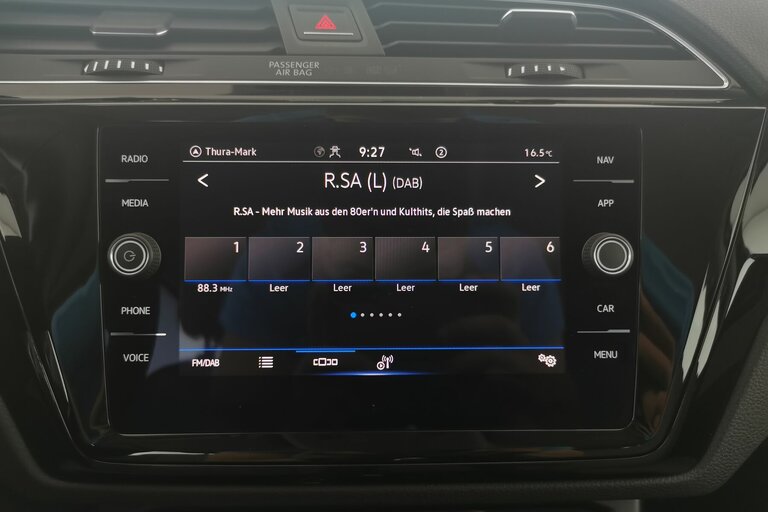 PASSENGER
AIR BAG
RADIO
MEDIA
PHONE
VOICE
Thura-Mark
9:27
2
16.5°C
< R.SA (L) (DAB) >
R.SA - Mehr Musik aus den 80er'n und Kulthits, die Spaß machen
1 2 3 4 5 6
88.3 MHz Leer Leer Leer Leer Leer
FM/DAB
NAV
APP
CAR
MENU